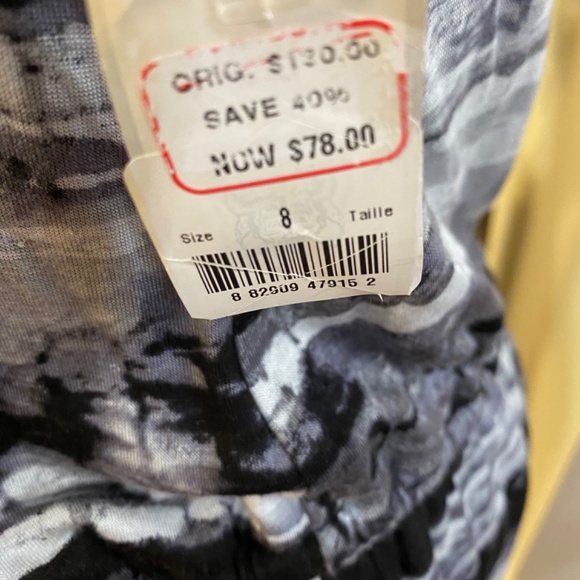 ORIG. $130.00
SAVE 40%
NOW $78.00
Size 8 Taille
8 82909 47915 2